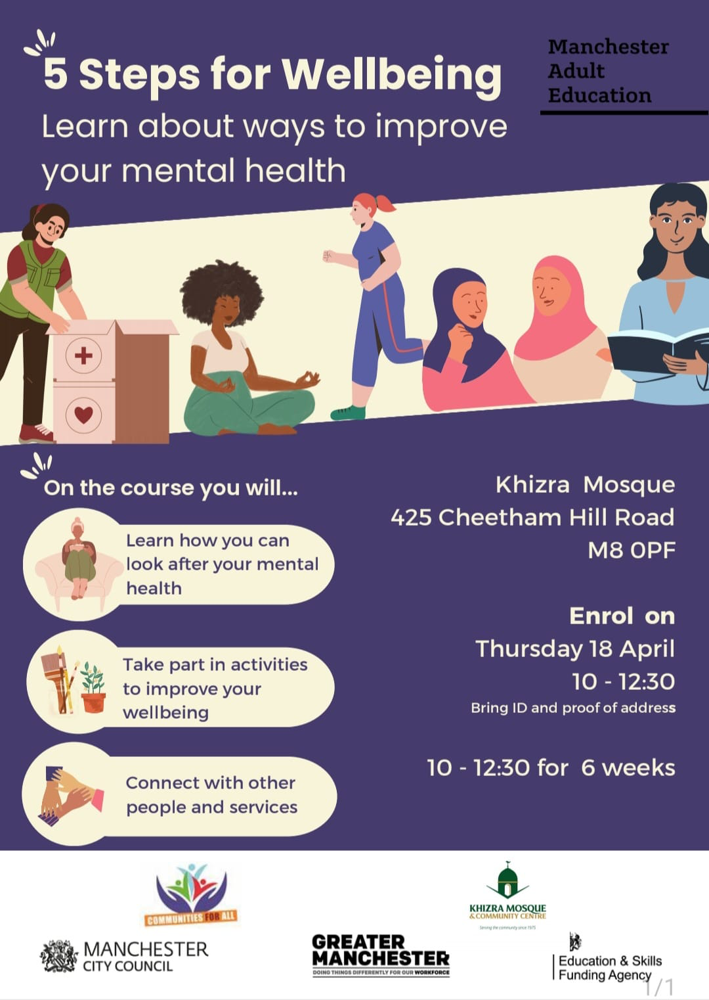 5 Steps for Wellbeing
Learn about ways to improve
your mental health
Manchester
Adult
Education
On the course you will...
Learn how you can
look after your mental
health
Take part in activities
to improve your
wellbeing
Connect with other
people and services
Khizra Mosque
425 Cheetham Hill Road
M8 0PF
Enrol on
Thursday 18 April
10 - 12:30
Bring ID and proof of address
10 - 12:30 for 6 weeks
COMMUNITIES FOR ALL
KHIZRA MOSQUE
& COMMUNITY CENTRE
Serving the community since 1975
MANCHESTER
CITY COUNCIL
GREATER
MANCHESTER
DOING THINGS DIFFERENTLY FOR OUR WORKFORCE
Education & Skills
Funding Agency
1/1